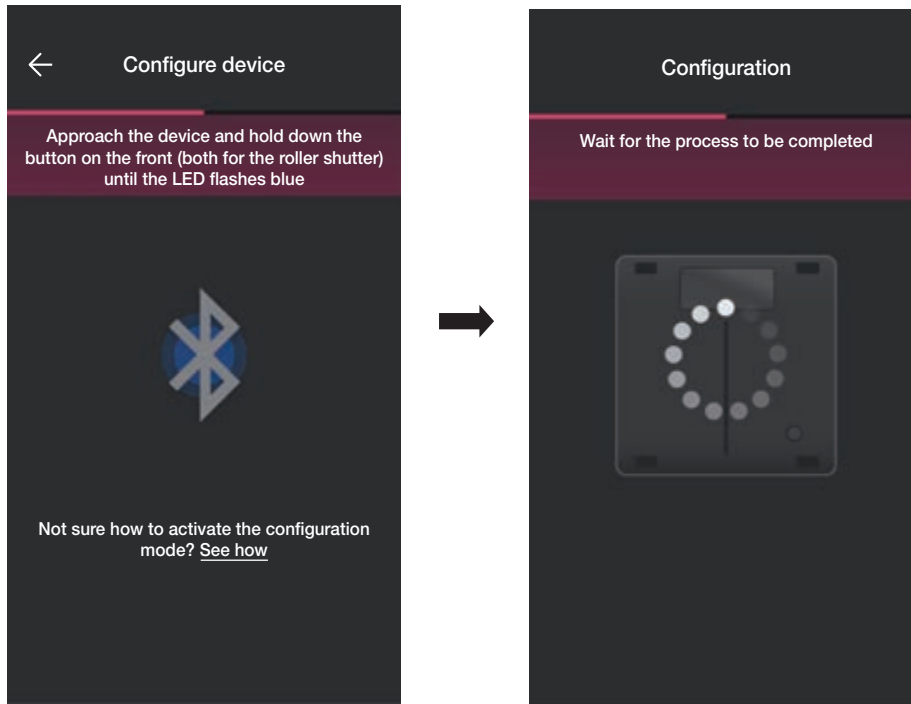 Configure device
Approach the device and hold down the
button on the front (both for the roller shutter)
until the LED flashes blue
Not sure how to activate the configuration
mode? See how
Configuration
Wait for the process to be completed